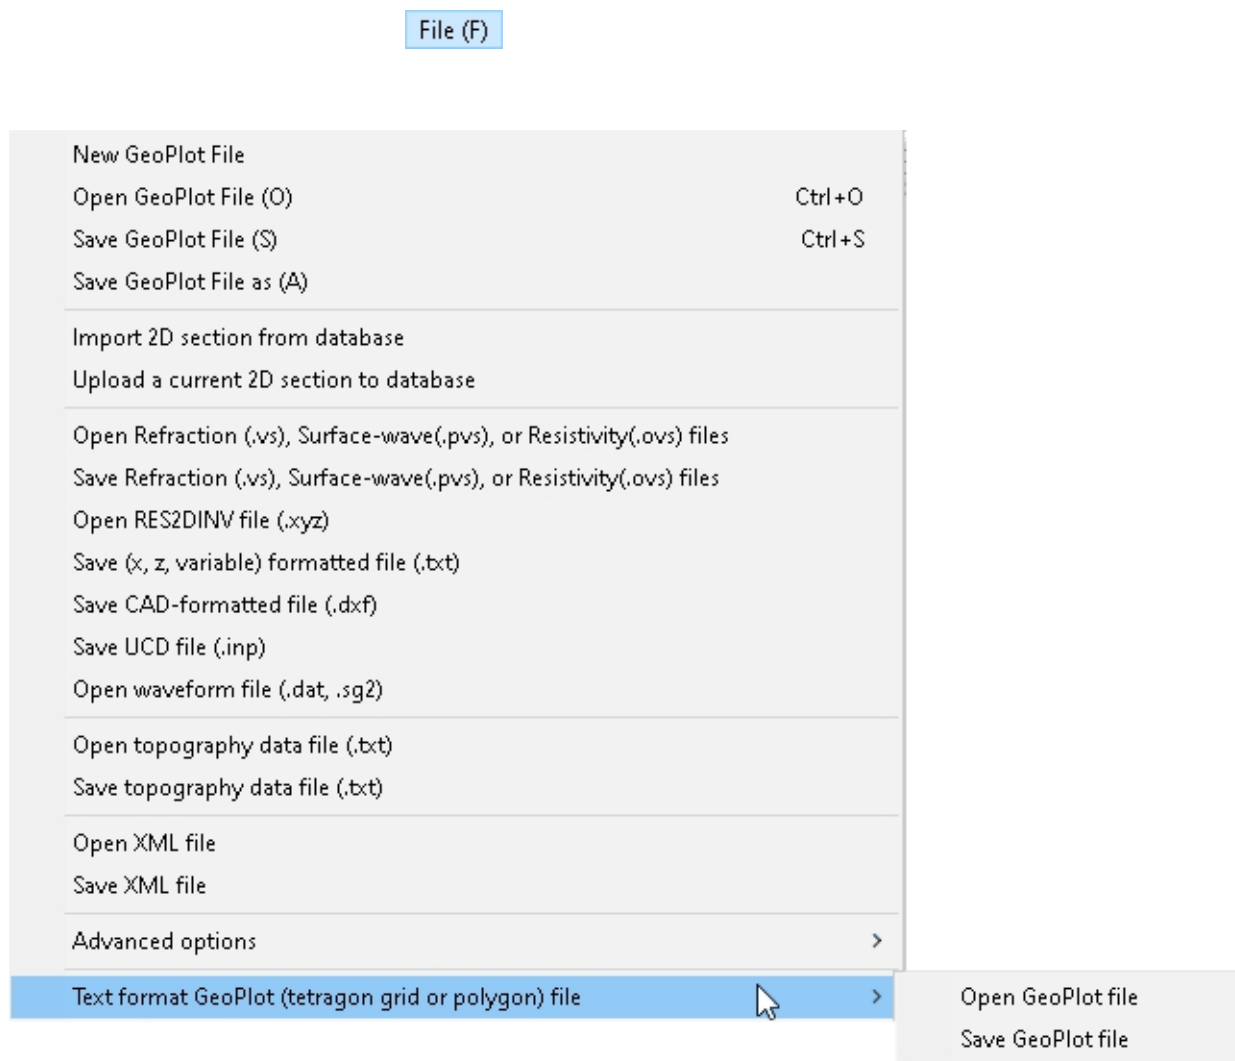 File (F)
New GeoPlot File
Open GeoPlot File (O) Ctrl+O
Save GeoPlot File (S) Ctrl+S
Save GeoPlot File as (A)
Import 2D section from database
Upload a current 2D section to database
Open Refraction (.vs), Surface-wave(.pvs), or Resistivity(.ovs) files
Save Refraction (.vs), Surface-wave(.pvs), or Resistivity(.ovs) files
Open RES2DINV file (.xyz)
Save (x, z, variable) formatted file (.txt)
Save CAD-formatted file (.dxf)
Save UCD file (.inp)
Open waveform file (.dat, .sg2)
Open topography data file (.txt)
Save topography data file (.txt)
Open XML file
Save XML file
Advanced options >
Text format GeoPlot (tetragon grid or polygon) file > Open GeoPlot file
Save GeoPlot file